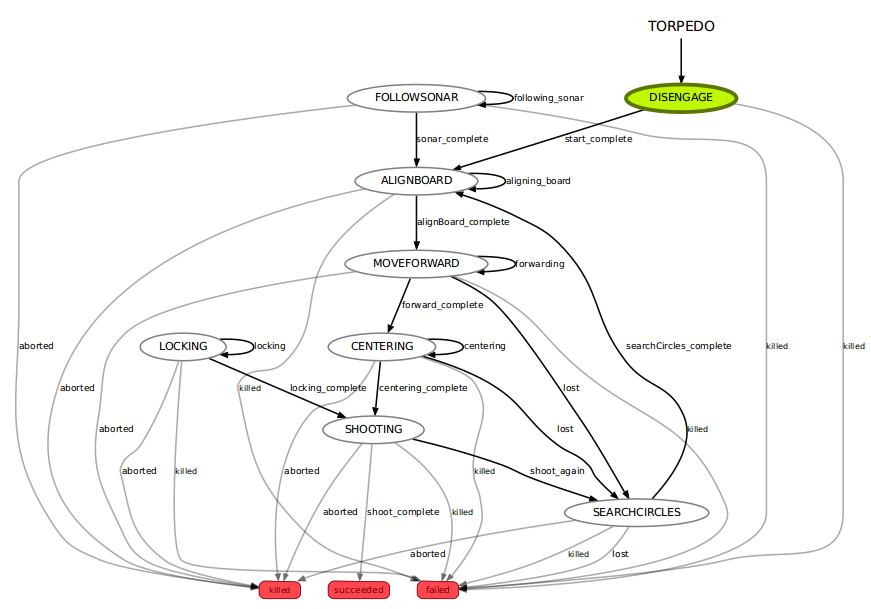 TORPEDO
FOLLOWSONAR
following_sonar
DISENGAGE
sonar_complete
start_complete
ALIGNBOARD
aligning_board
alignBoard_complete
MOVEFORWARD
forwarding
forward_complete
aborted
LOCKING
locking
CENTERING
centering
searchCircles_complete
killed
killed
aborted
killed
locking_complete
centering_complete
lost
aborted
SHOOTING
lost
killed
aborted
killed
aborted
killed
shoot_again
aborted
shoot_complete
killed
SEARCHCIRCLES
aborted
killed
lost
killed
succeeded
failed